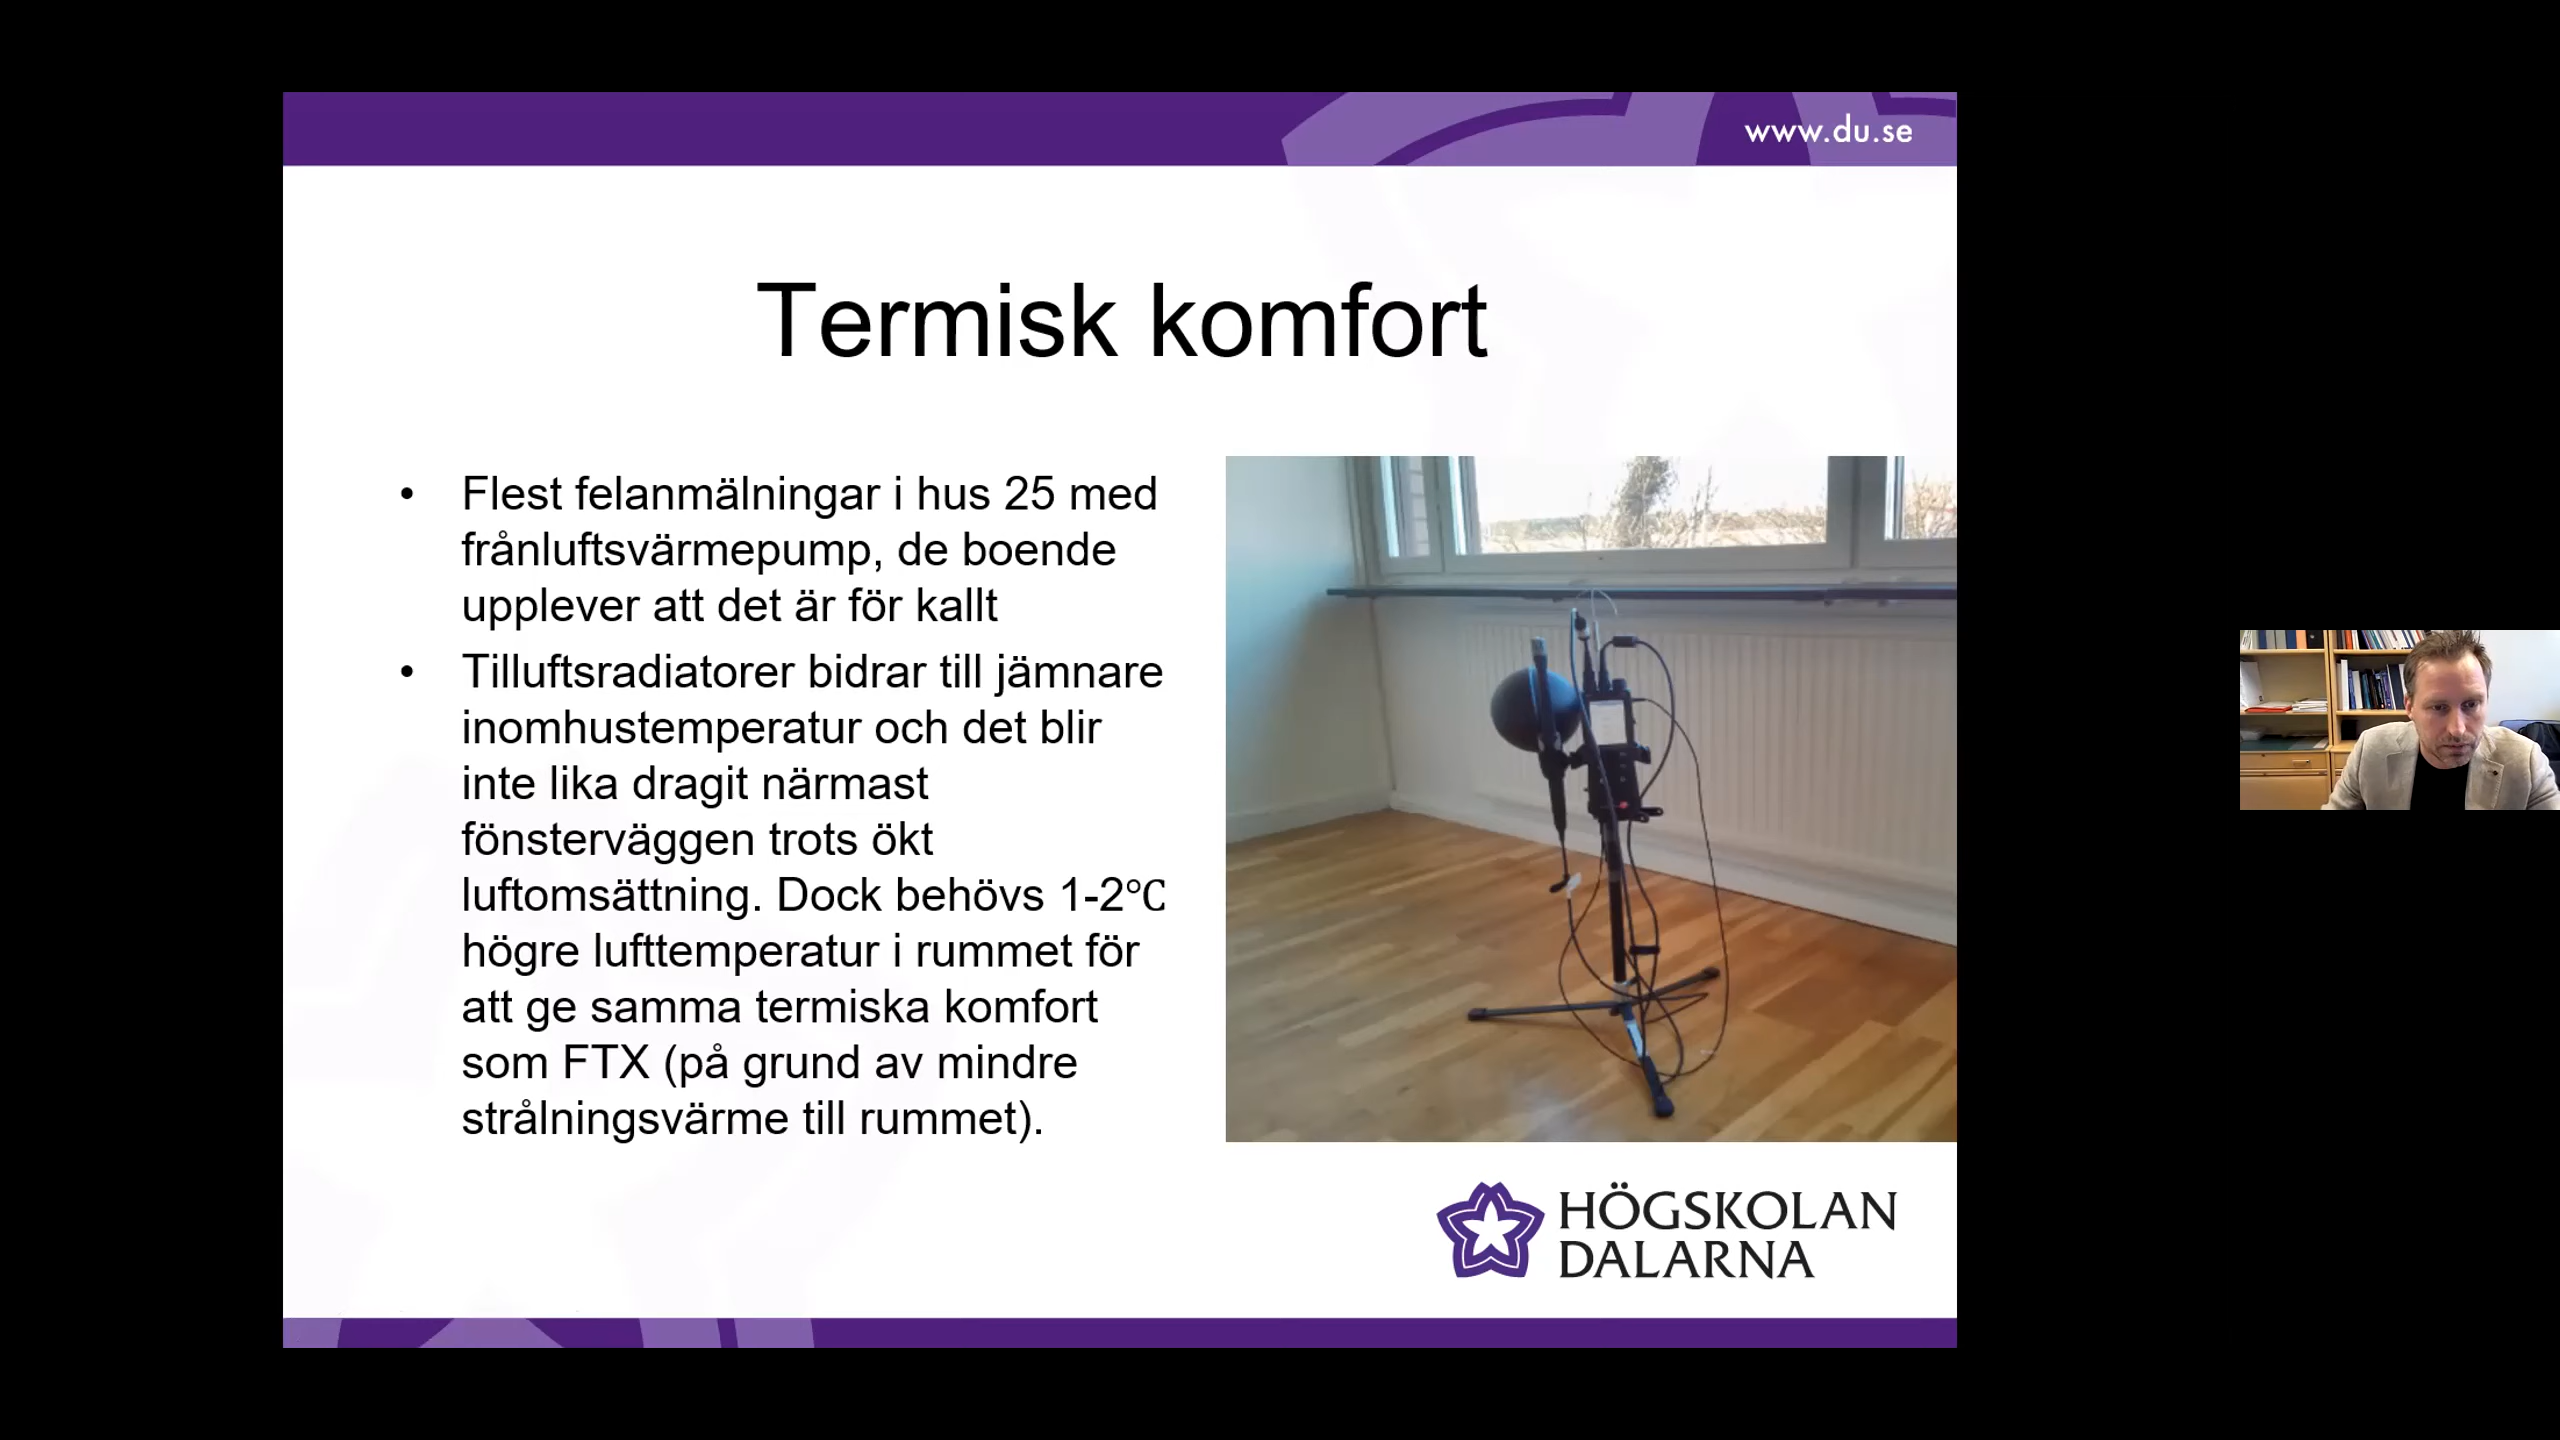 www.du.se
Termisk komfort
• Flest felanmälningar i hus 25 med
frånluftsvärmepump, de boende
upplever att det är för kallt
• Tilluftsradiatorer bidrar till jämnare
inomhustemperatur och det blir
inte lika dragit närmast
fönsterväggen trots ökt
luftomsättning. Dock behövs 1-2°C
högre lufttemperatur i rummet för
att ge samma termiska komfort
som FTX (på grund av mindre
strålningsvärme till rummet).
HÖGSKOLAN
DALARNA